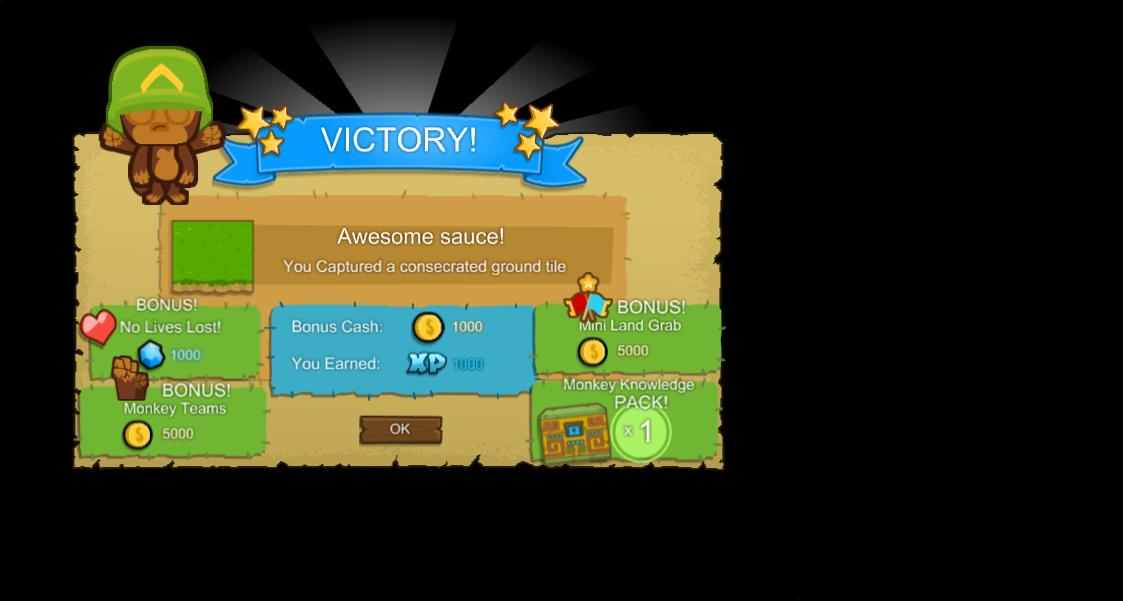 VICTORY!
Awesome sauce!
You Captured a consecrated ground tile
BONUS!
No Lives Lost!
1000
BONUS!
Monkey Teams
5000
Bonus Cash: 1000
You Earned: XP 1000
OK
BONUS!
Mini Land Grab
5000
Monkey Knowledge
PACK!
x 1